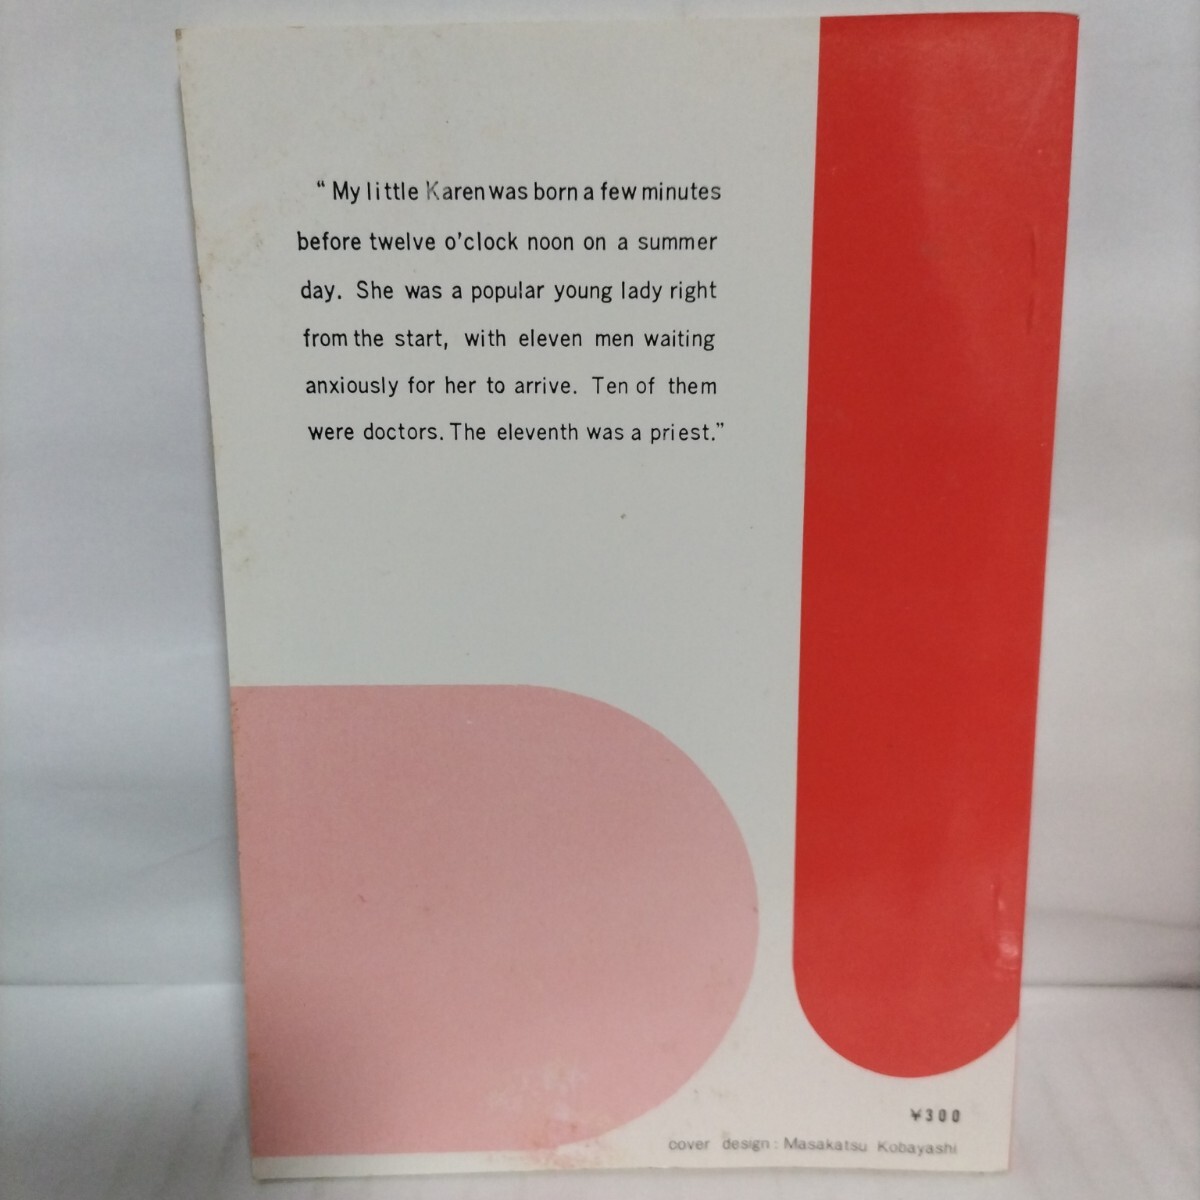 “ My little Karen was born a few minutes
before twelve o’clock noon on a summer
day. She was a popular young lady right
from the start, with eleven men waiting
anxiously for her to arrive. Ten of them
were doctors. The eleventh was a priest.”
¥300
cover design : Masakatsu Kobayashi